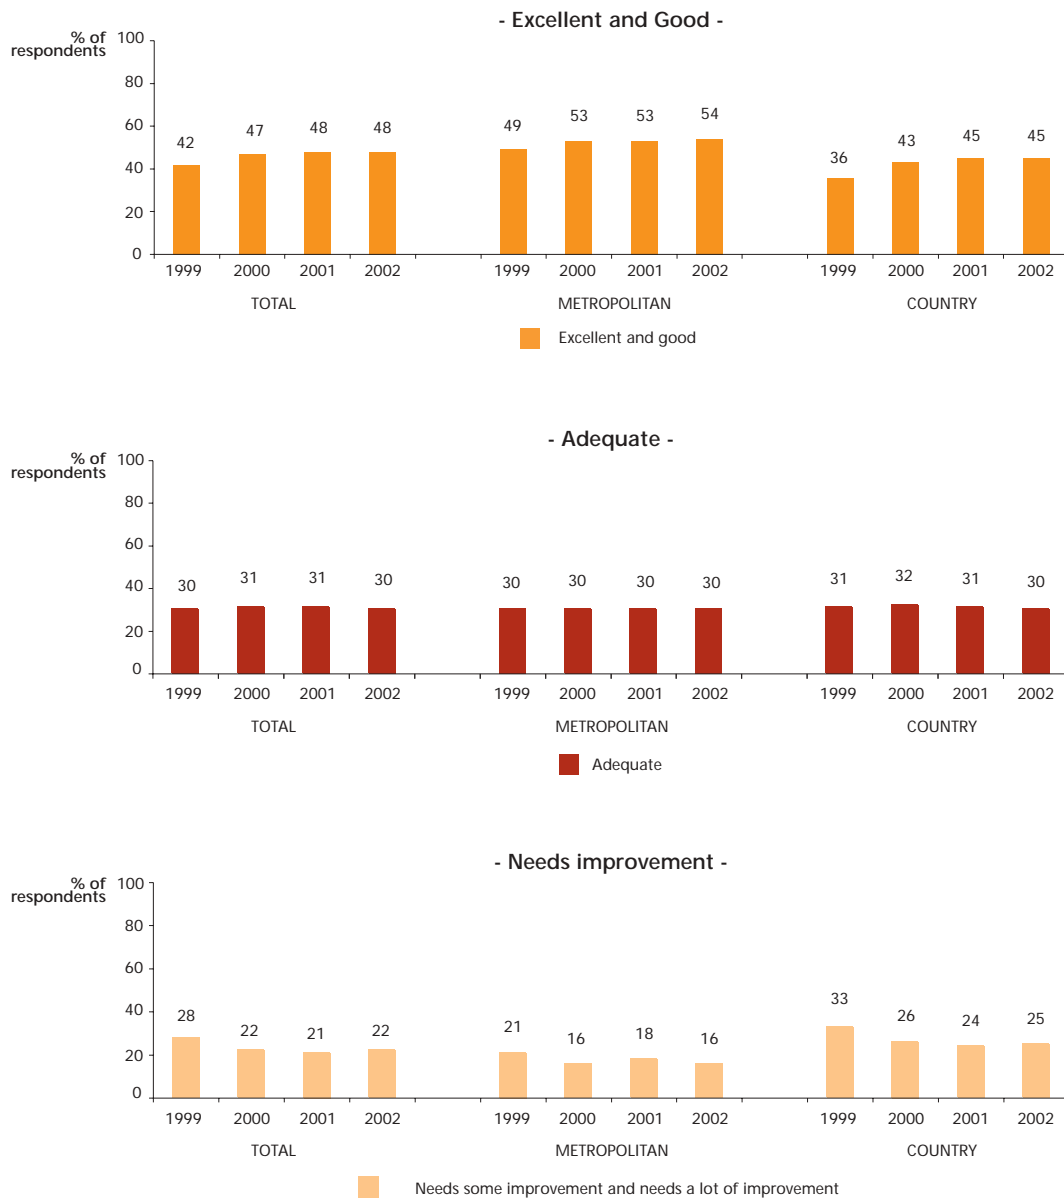 - Excellent and Good -
% of
respondents
100
80
60
40
20
0
42 47 48 48 49 53 53 54 36 43 45 45
1999 2000 2001 2002 1999 2000 2001 2002 1999 2000 2001 2002
TOTAL METROPOLITAN COUNTRY
Excellent and good
- Adequate -
% of
respondents
100
80
60
40
20
0
30 31 31 30 30 30 30 30 31 32 31 30
1999 2000 2001 2002 1999 2000 2001 2002 1999 2000 2001 2002
TOTAL METROPOLITAN COUNTRY
Adequate
- Needs improvement -
% of
respondents
100
80
60
40
20
0
28 22 21 22 21 16 18 16 33 26 24 25
1999 2000 2001 2002 1999 2000 2001 2002 1999 2000 2001 2002
TOTAL METROPOLITAN COUNTRY
Needs some improvement and needs a lot of improvement